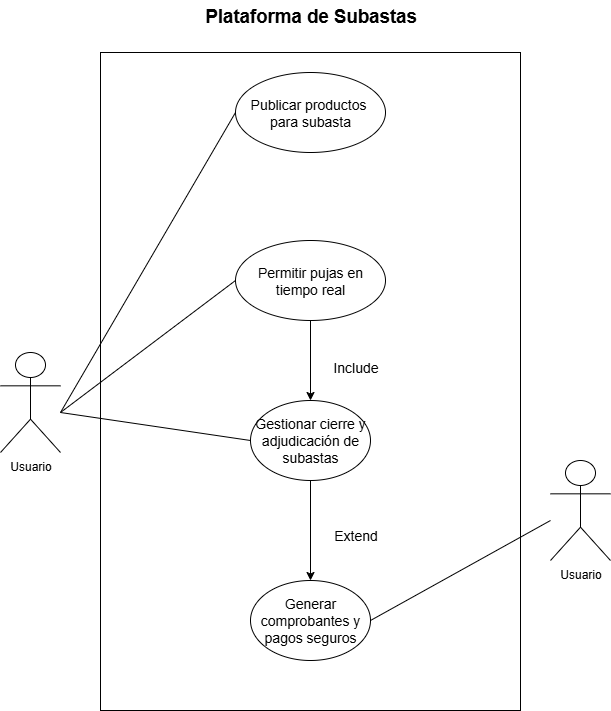 Plataforma de Subastas
Publicar productos
para subasta
Permitir pujas en
tiempo real
Include
Gestionar cierre y
adjudicación de
subastas
Usuario
Extend
Usuario
Generar
comprobantes y
pagos seguros